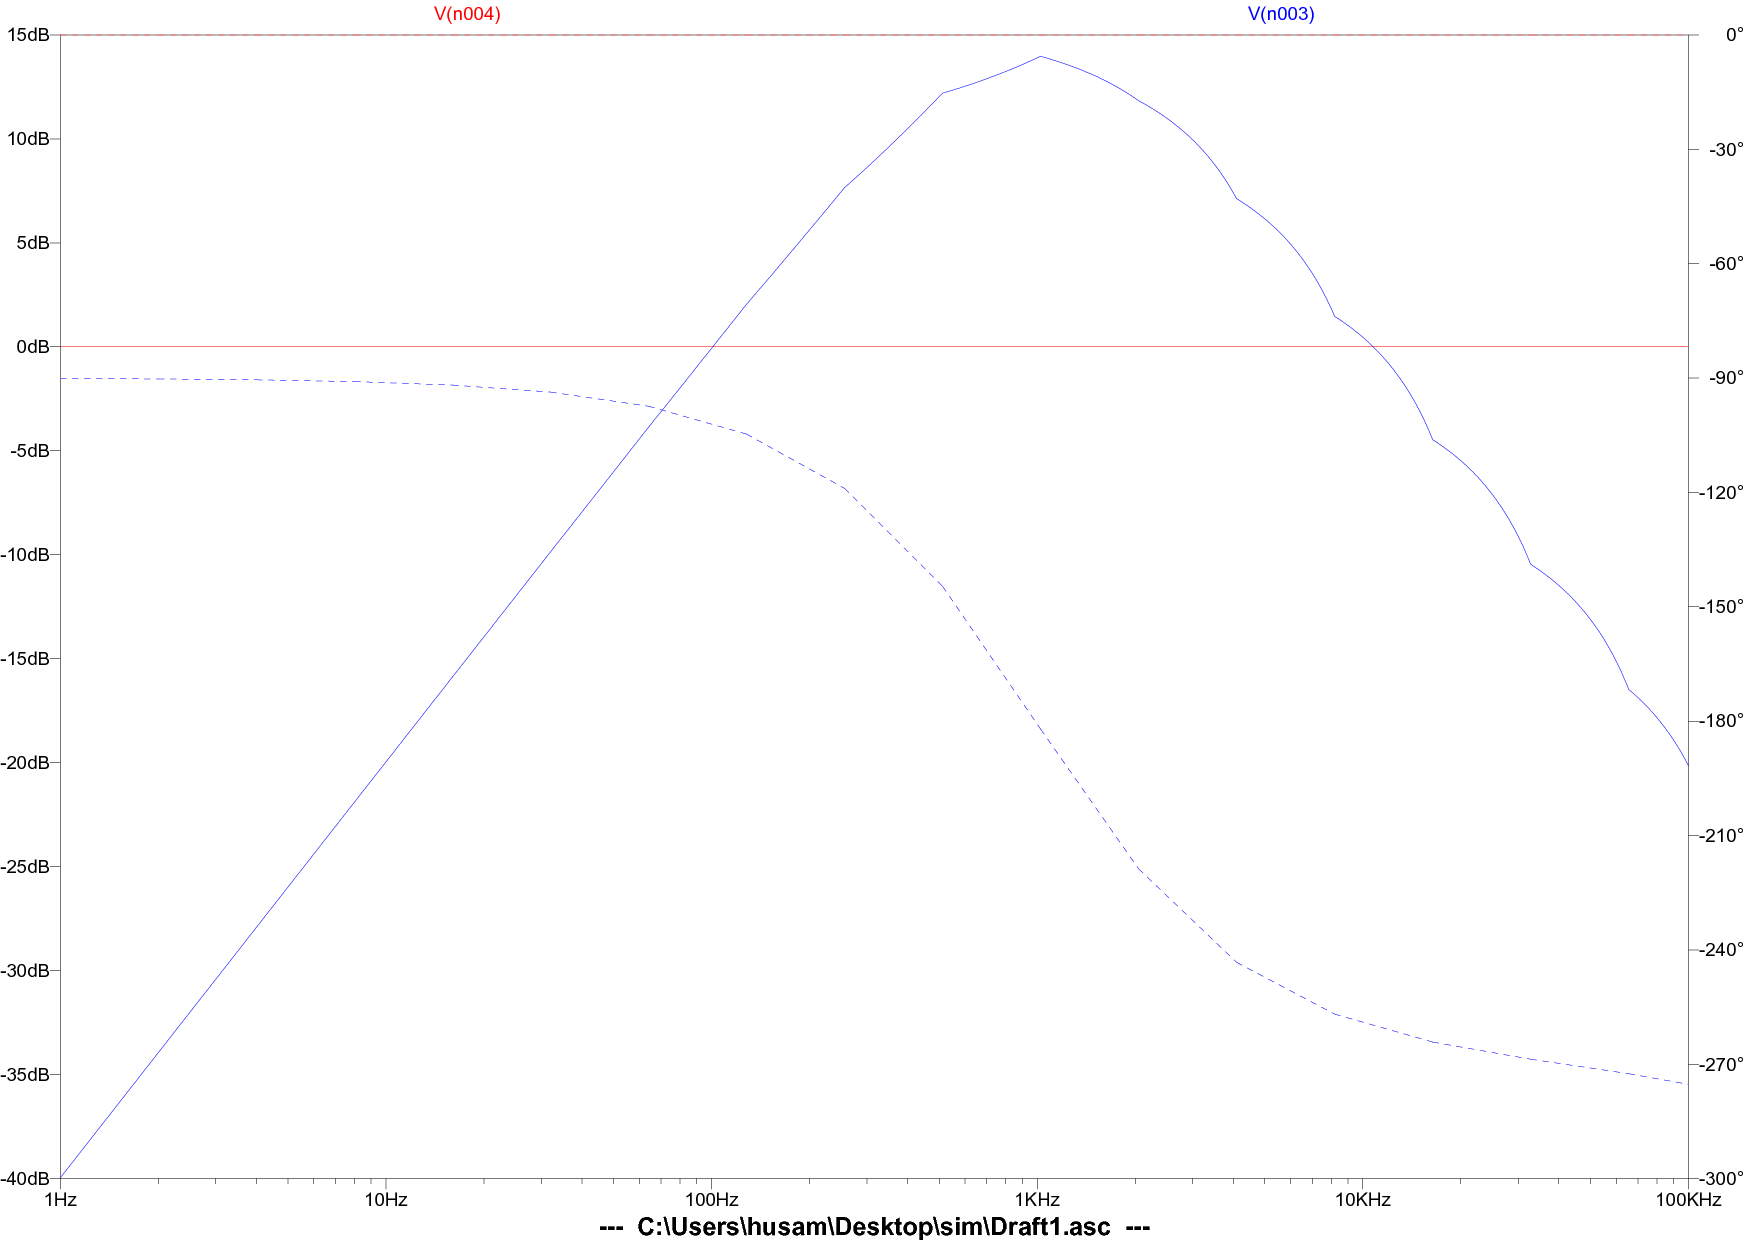 V(n004) V(n003)
15dB 0°
10dB -30°
5dB -60°
0dB -90°
-5dB -120°
-10dB -150°
-15dB -180°
-20dB -210°
-25dB -240°
-30dB -270°
-35dB -300°
-40dB
1Hz 10Hz 100Hz 1KHz 10KHz 100KHz
--- C:\Users\husam\Desktop\sim\Draft1.asc ---